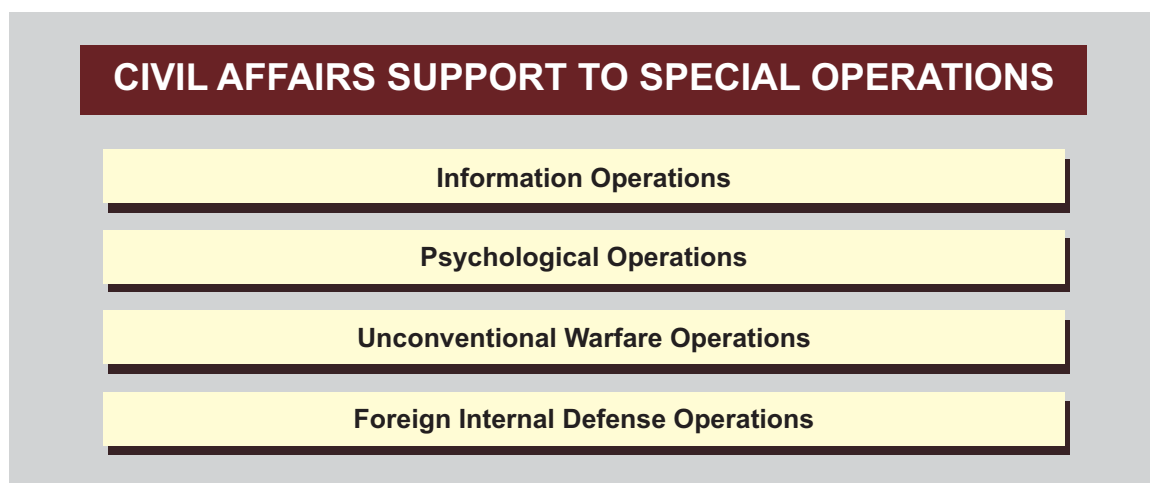 CIVIL AFFAIRS SUPPORT TO SPECIAL OPERATIONS
Information Operations
Psychological Operations
Unconventional Warfare Operations
Foreign Internal Defense Operations